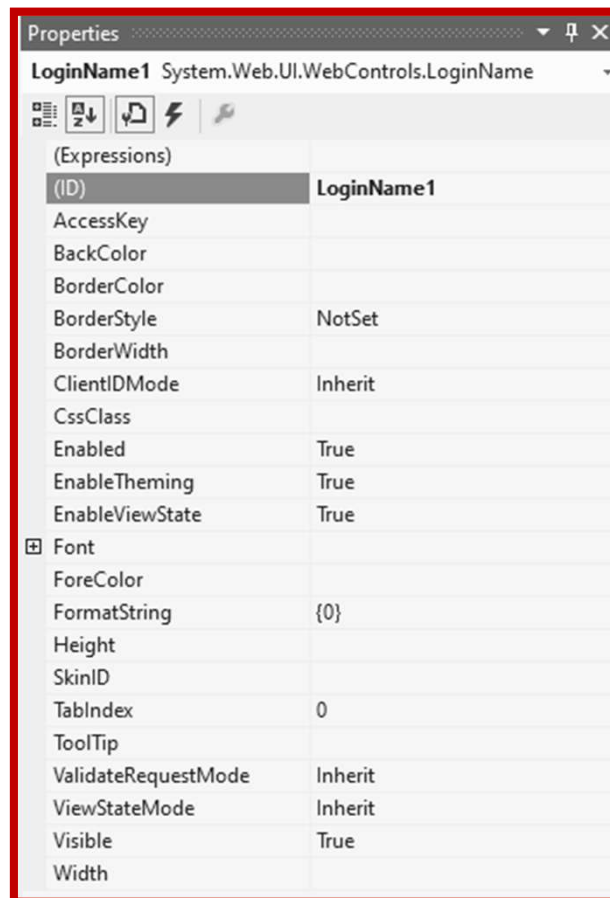 Properties
LoginName1 System.Web.UI.WebControls.LoginName
(Expressions)
(ID) LoginName1
AccessKey
BackColor
BorderColor
BorderStyle NotSet
BorderWidth
ClientIDMode Inherit
CssClass
Enabled True
EnableTheming True
EnableViewState True
Font
ForeColor
FormatString {0}
Height
SkinID
TabIndex 0
ToolTip
ValidateRequestMode Inherit
ViewStateMode Inherit
Visible True
Width